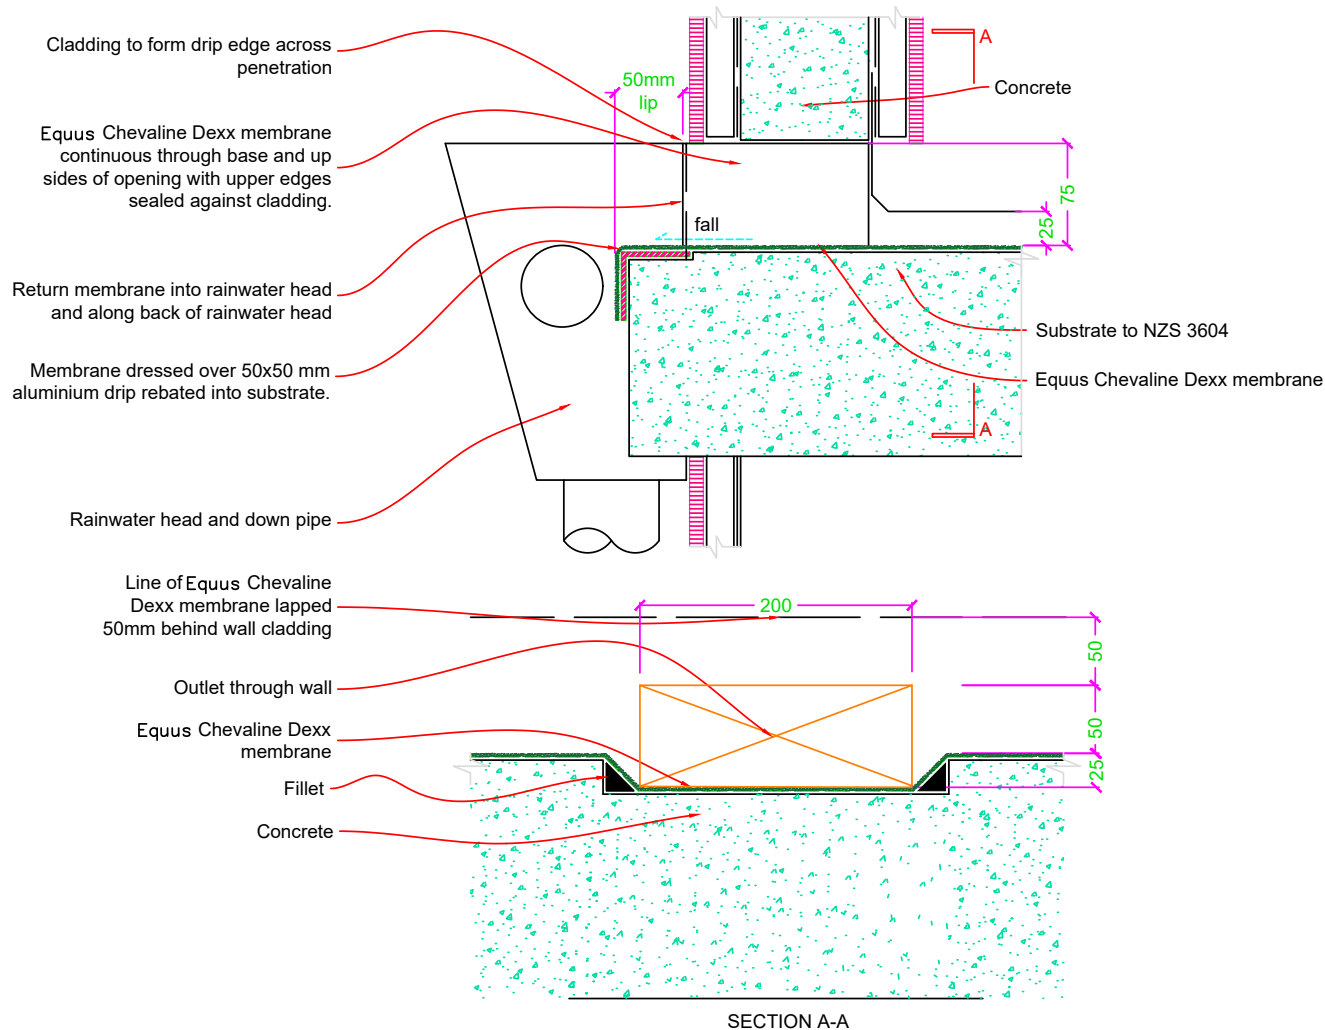 Cladding to form drip edge across
penetration
50mm
lip
A
Concrete
Equus Chevaline Dexx membrane
continuous through base and up
sides of opening with upper edges
sealed against cladding.
75
25
fall
Return membrane into rainwater head
and along back of rainwater head
Substrate to NZS 3604
Membrane dressed over 50x50 mm
aluminium drip rebated into substrate.
Equus Chevaline Dexx membrane
A
Rainwater head and down pipe
Line of Equus Chevaline
Dexx membrane lapped
50mm behind wall cladding
200
50
Outlet through wall
Equus Chevaline Dexx
membrane
50
25
Fillet
Concrete
SECTION A-A